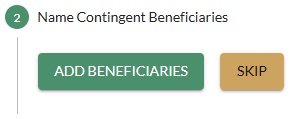 2 Name Contingent Beneficiaries
ADD BENEFICIARIES SKIP